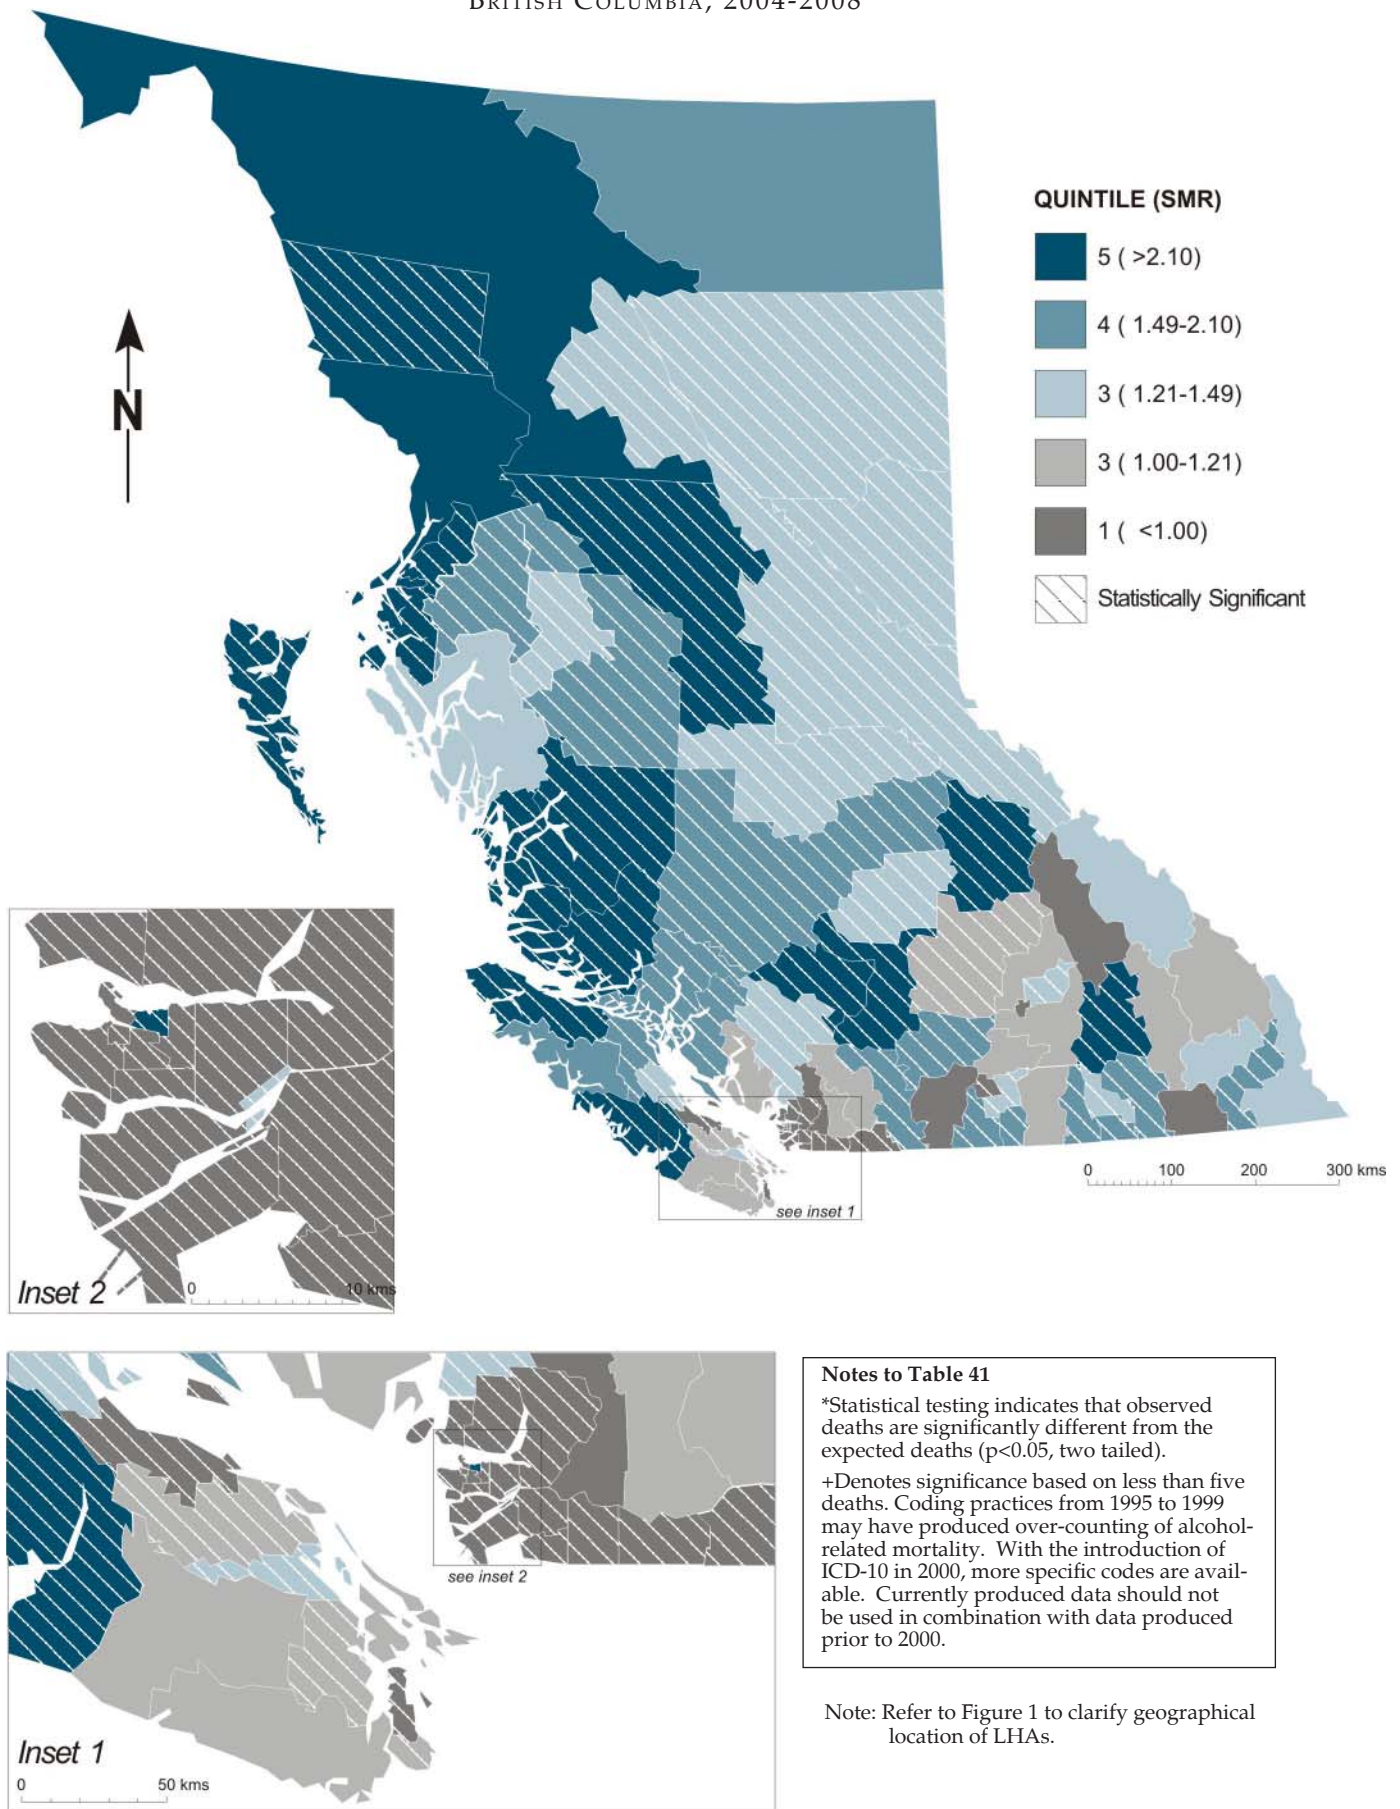 BRITISH COLUMBIA, 2004-2008
QUINTILE (SMR)
5 ( >2.10)
4 ( 1.49-2.10)
3 ( 1.21-1.49)
3 ( 1.00-1.21)
1 ( <1.00)
Statistically Significant
N
0 100 200 300 kms
see inset 1
Inset 2
0 10 kms
see inset 2
Inset 1
0 50 kms
Notes to Table 41
*Statistical testing indicates that observed
deaths are significantly different from the
expected deaths (p<0.05, two tailed).
+Denotes significance based on less than five
deaths. Coding practices from 1995 to 1999
may have produced over-counting of alcohol-
related mortality. With the introduction of
ICD-10 in 2000, more specific codes are avail-
able. Currently produced data should not
be used in combination with data produced
prior to 2000.
Note: Refer to Figure 1 to clarify geographical
location of LHAs.